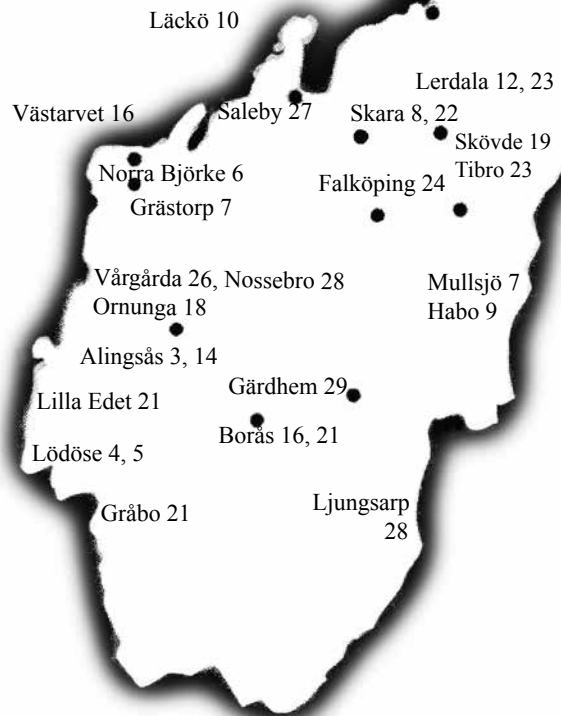 Läckö 10
Lerdala 12, 23
Västarvet 16
Saleby 27
Skara 8, 22
Skövde 19
Tibro 23
Norra Björke 6
Falköping 24
Grästorp 7
Vårgårda 26, Nossebro 28
Ornunga 18
Mullsjö 7
Habo 9
Alingsås 3, 14
Gärdhem 29
Lilla Edet 21
Borås 16, 21
Lödöse 4, 5
Gråbo 21
Ljungsarp
28